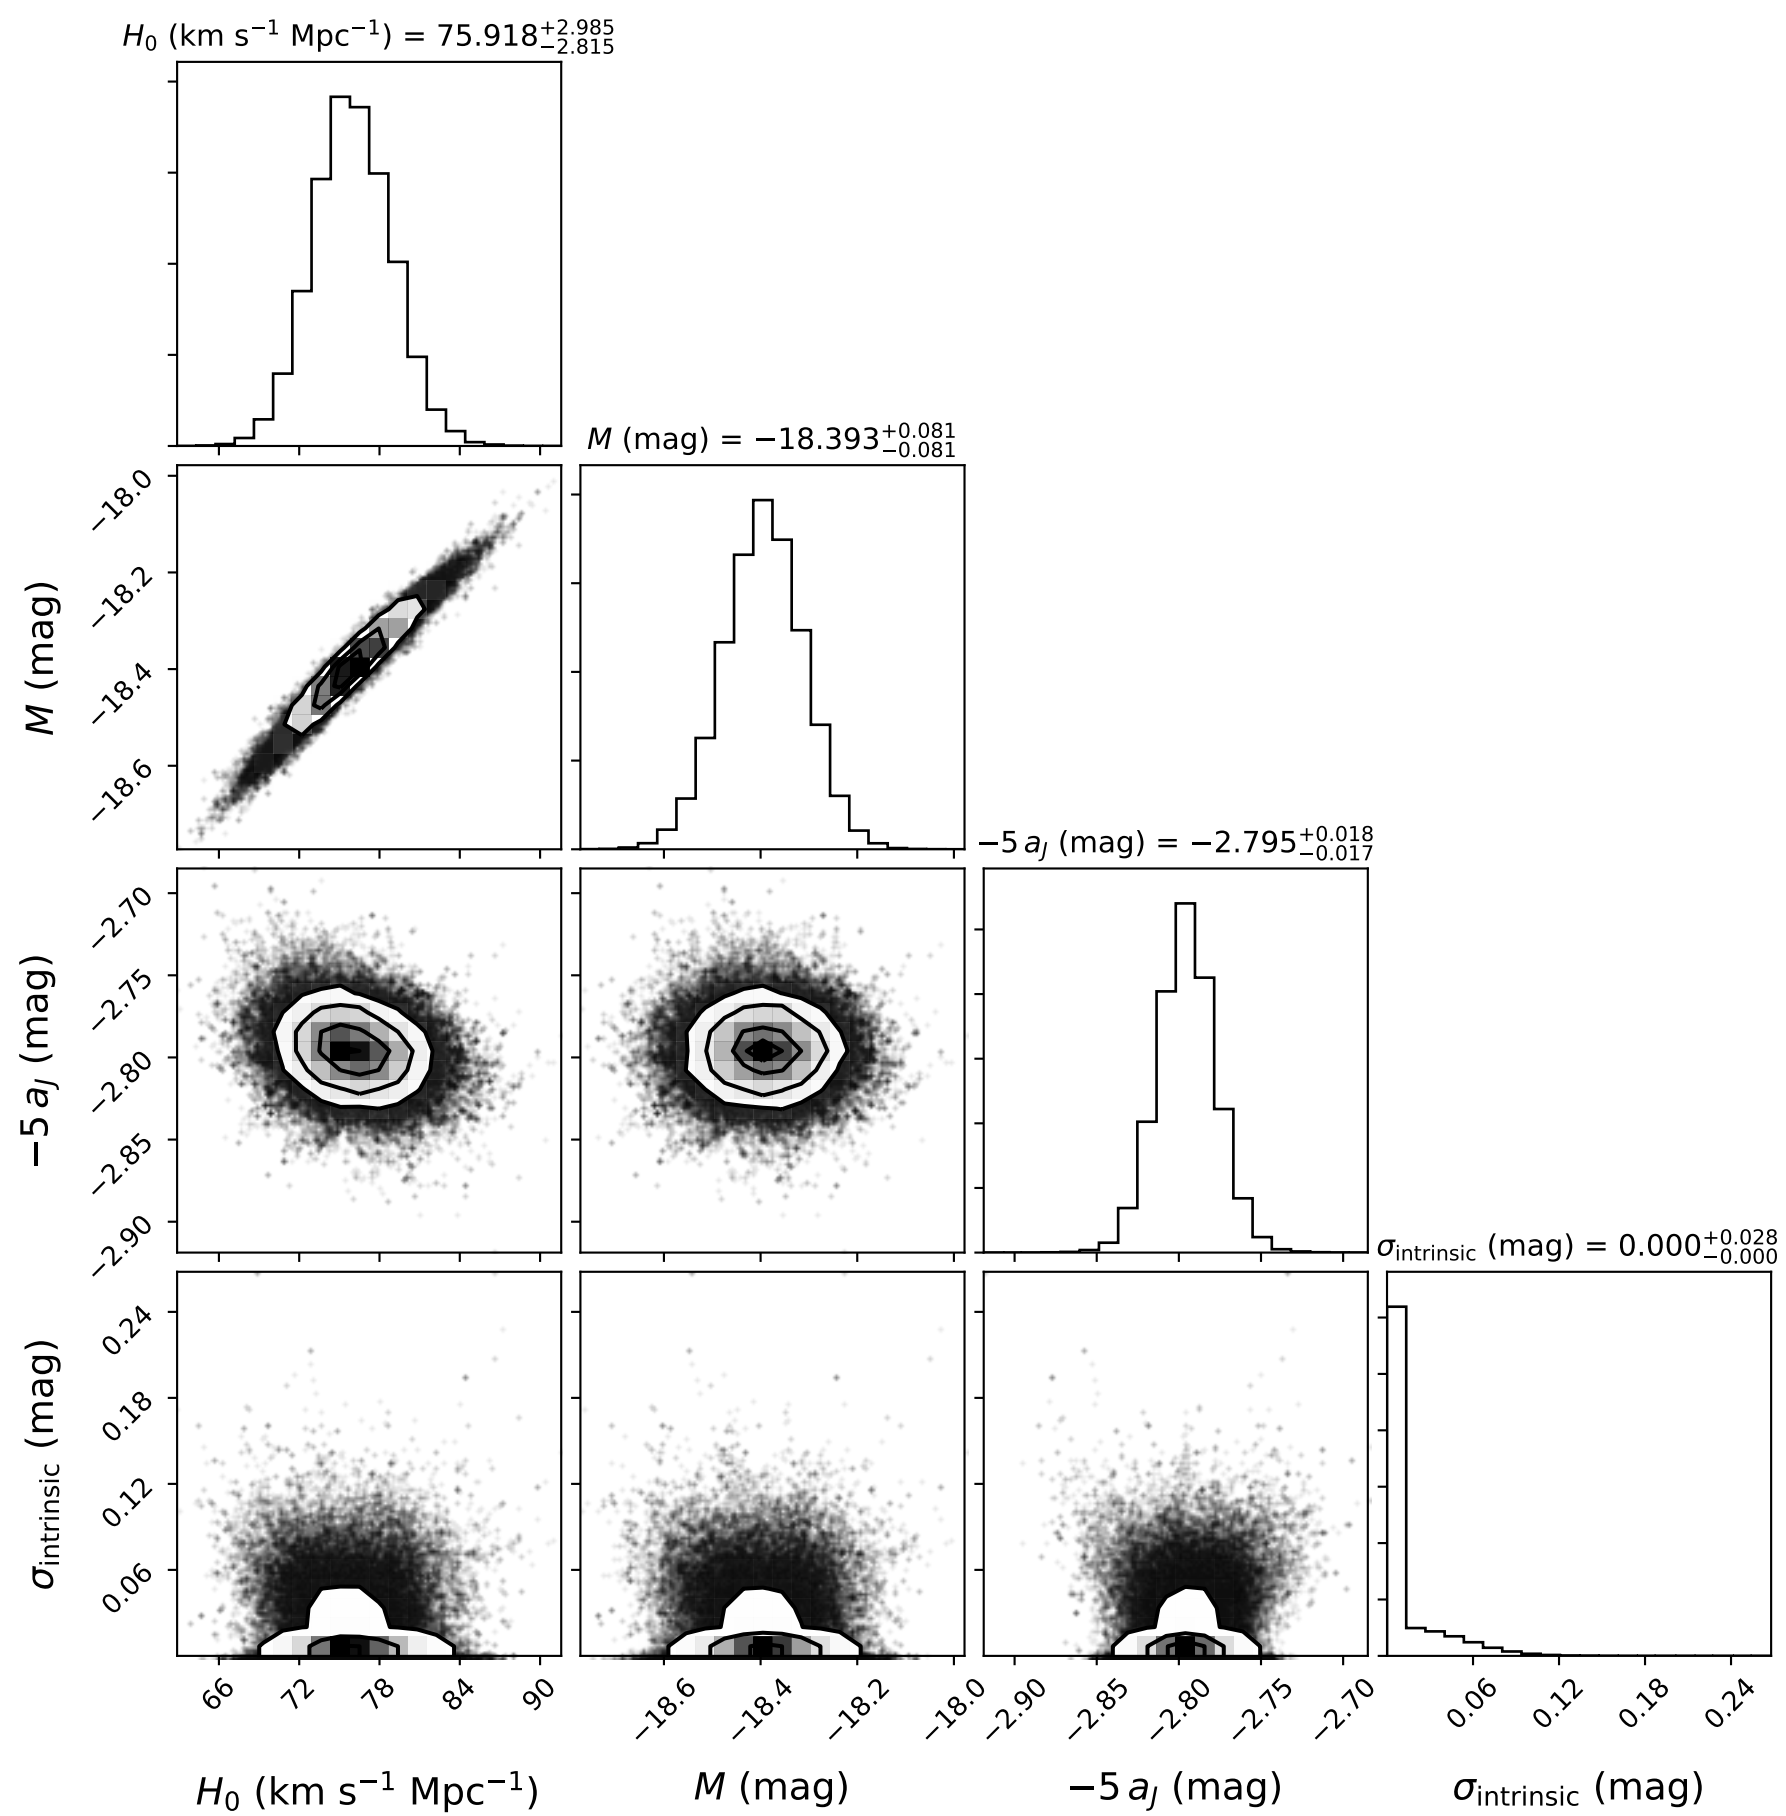 H₀ (km s⁻¹ Mpc⁻¹) = 75.918 +2.985 −2.815
M (mag) = −18.393 +0.081 −0.081
−18.0
−18.2
−18.4
−18.6
M (mag)
−5 a_J (mag) = −2.795 +0.018 −0.017
−2.70
−2.75
−2.80
−2.85
−2.90
−5 a_J (mag)
σ_intrinsic (mag) = 0.000 +0.028 −0.000
0.24
0.18
0.12
0.06
σ_intrinsic (mag)
66 72 78 84 90 −18.6 −18.4 −18.2 −18.0 −2.90 −2.85 −2.80 −2.75 −2.70 0.06 0.12 0.18 0.24
H₀ (km s⁻¹ Mpc⁻¹) M (mag) −5 a_J (mag) σ_intrinsic (mag)